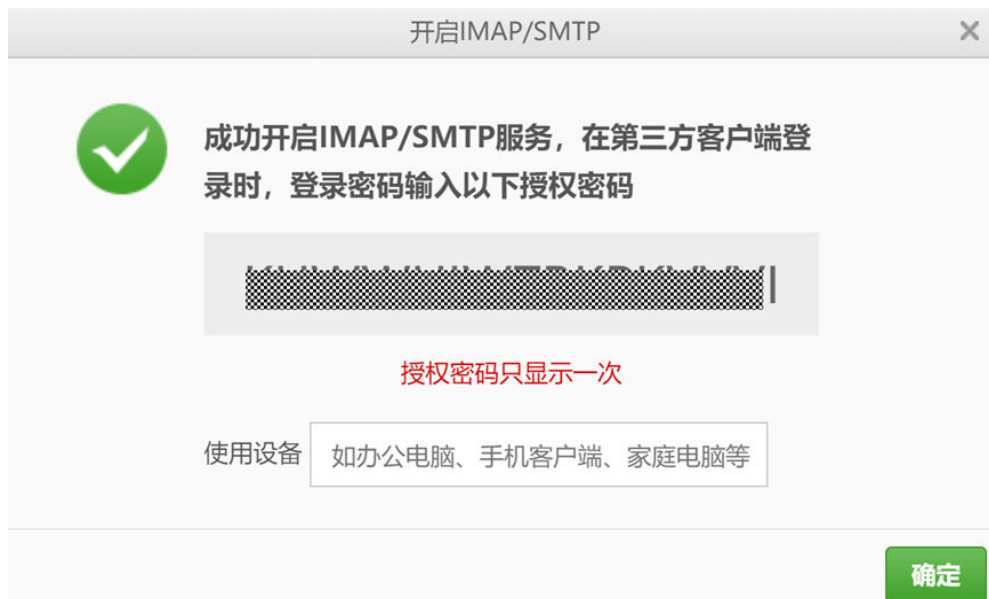 开启IMAP/SMTP
成功开启IMAP/SMTP服务，在第三方客户端登
录时，登录密码输入以下授权密码
授权密码只显示一次
使用设备
如办公电脑、手机客户端、家庭电脑等
确定